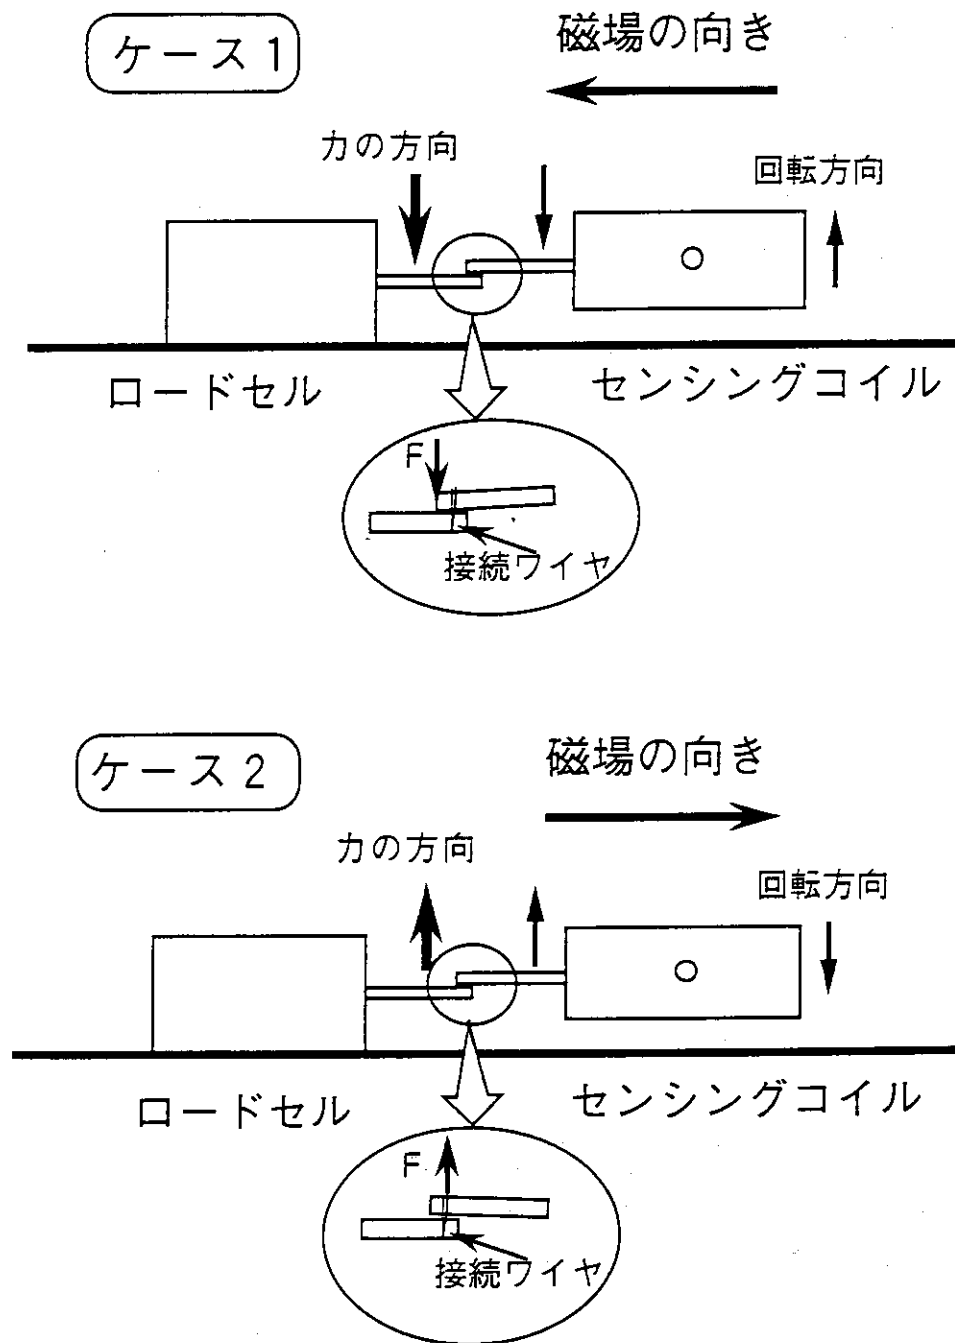 ケース1
磁場の向き
力の方向
回転方向
ロードセル
センシングコイル
F
接続ワイヤ
ケース2
磁場の向き
力の方向
回転方向
ロードセル
センシングコイル
F
接続ワイヤ